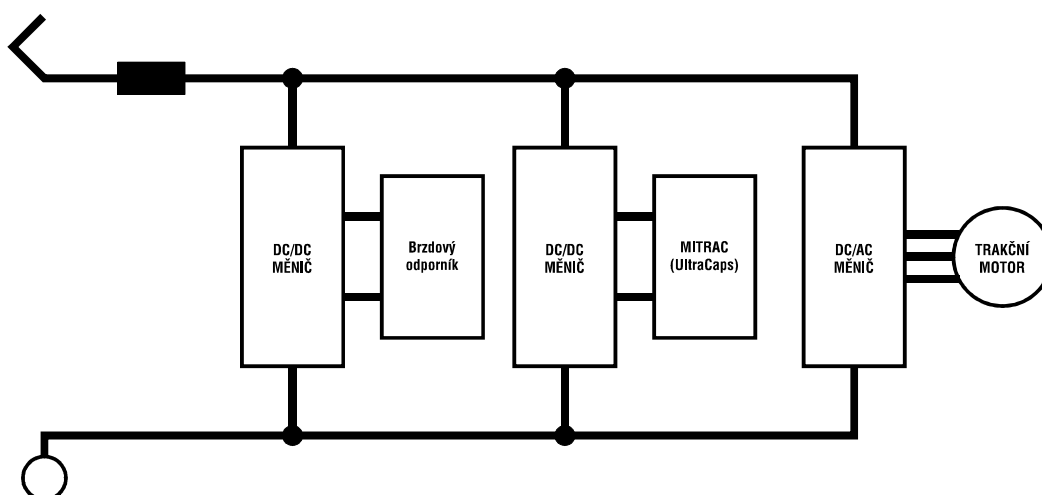 DC/DC
MĚNIČ
Brzdový
odporník
DC/DC
MĚNIČ
MITRAC
(UltraCaps)
DC/AC
MĚNIČ
TRAKČNÍ
MOTOR